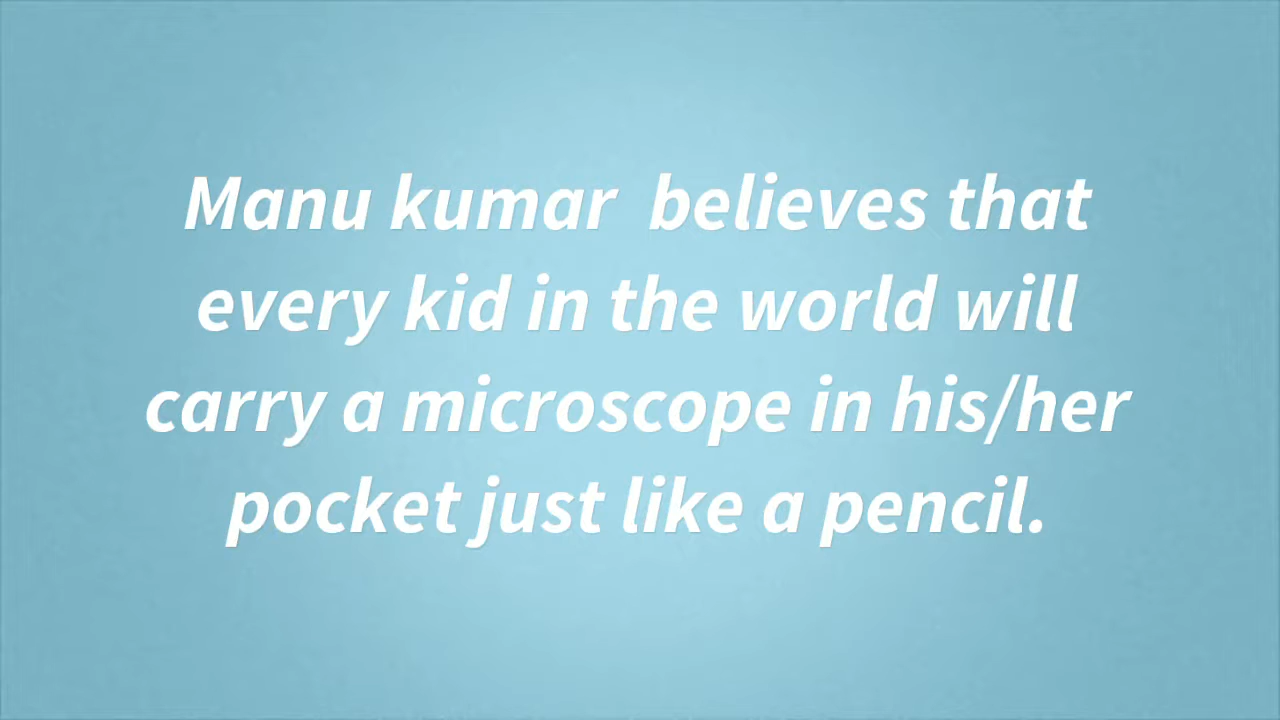 Manu kumar  believes that
every kid in the world will
carry a microscope in his/her
pocket just like a pencil.